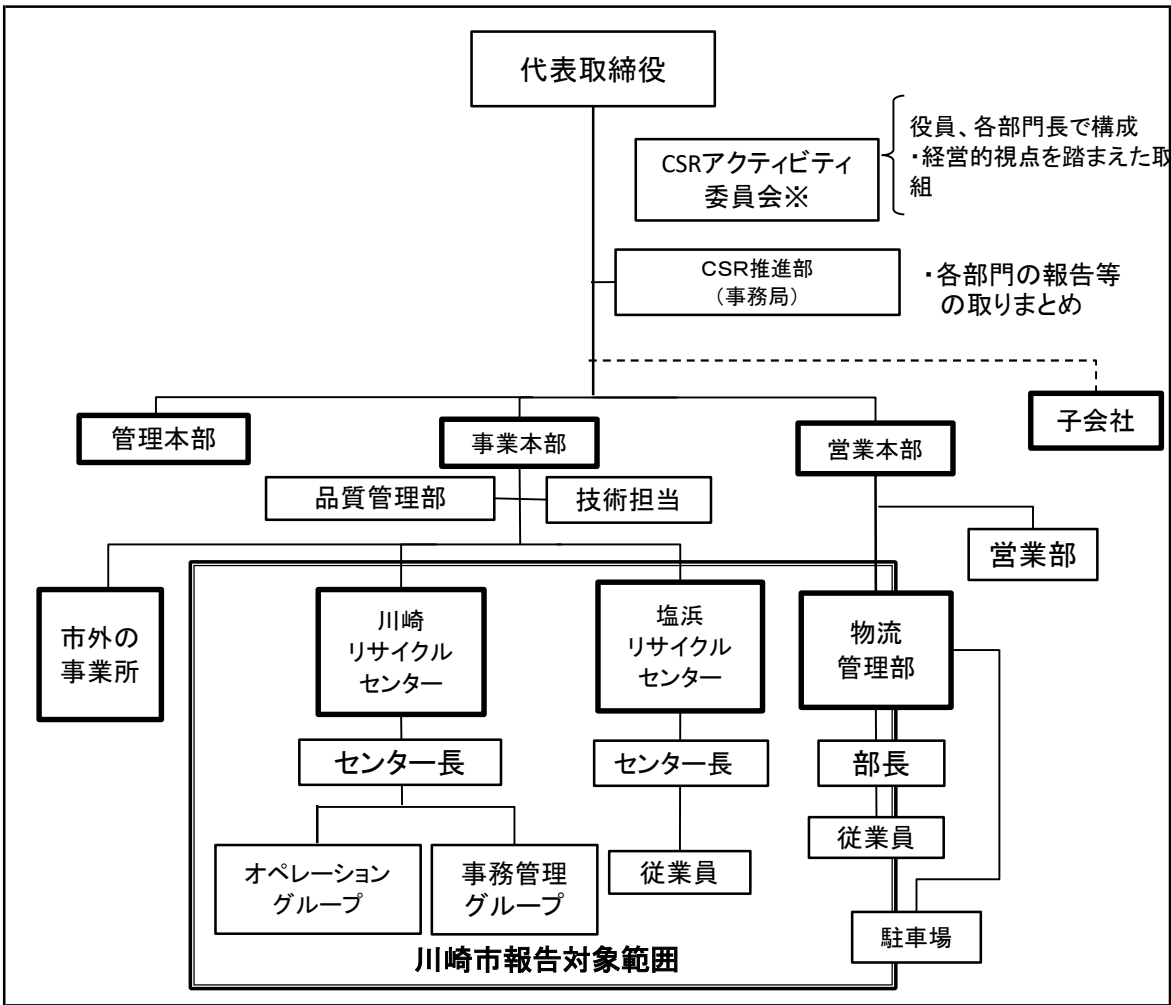 代表取締役
CSRアクティビティ
委員会※
役員、各部門長で構成
・経営的視点を踏まえた取
組
CSR推進部
（事務局）
・各部門の報告等
の取りまとめ
管理本部
事業本部
営業本部
子会社
品質管理部
技術担当
営業部
市外の
事業所
川崎
リサイクル
センター
塩浜
リサイクル
センター
物流
管理部
センター長
センター長
部長
オペレーション
グループ
事務管理
グループ
従業員
従業員
駐車場
川崎市報告対象範囲